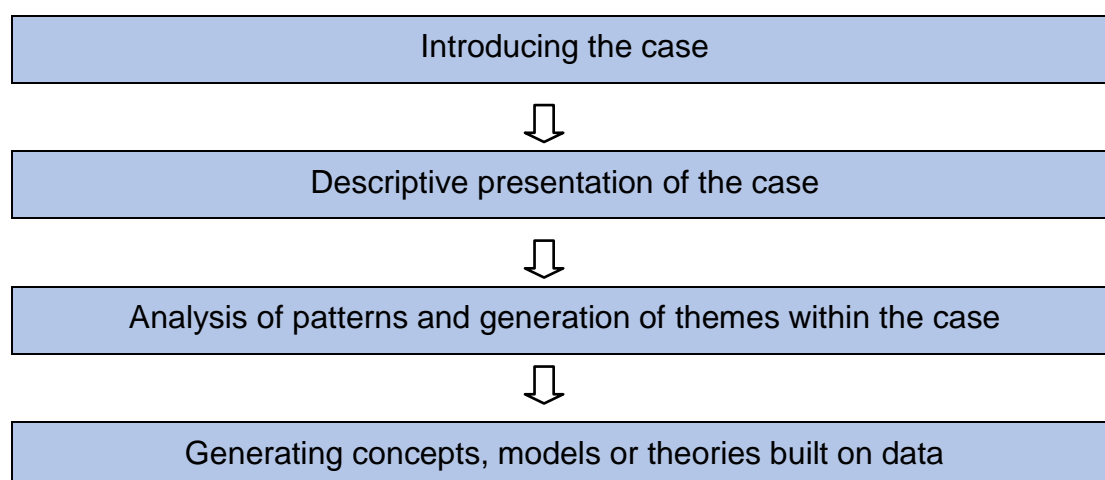 Introducing the case
Descriptive presentation of the case
Analysis of patterns and generation of themes within the case
Generating concepts, models or theories built on data